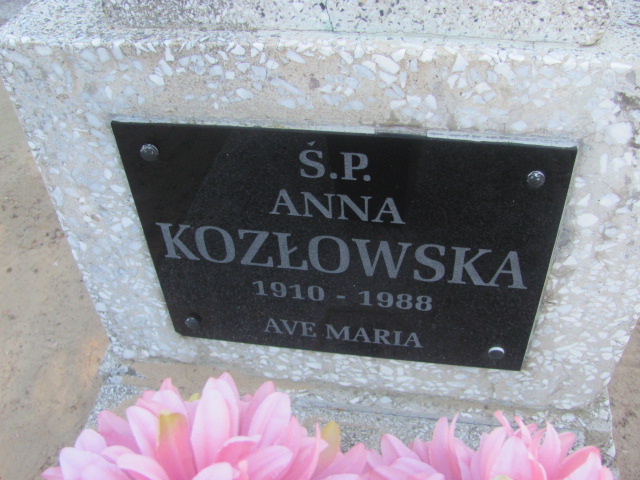 Ś.P.
ANNA
KOZŁOWSKA
1910 - 1988
AVE MARIA